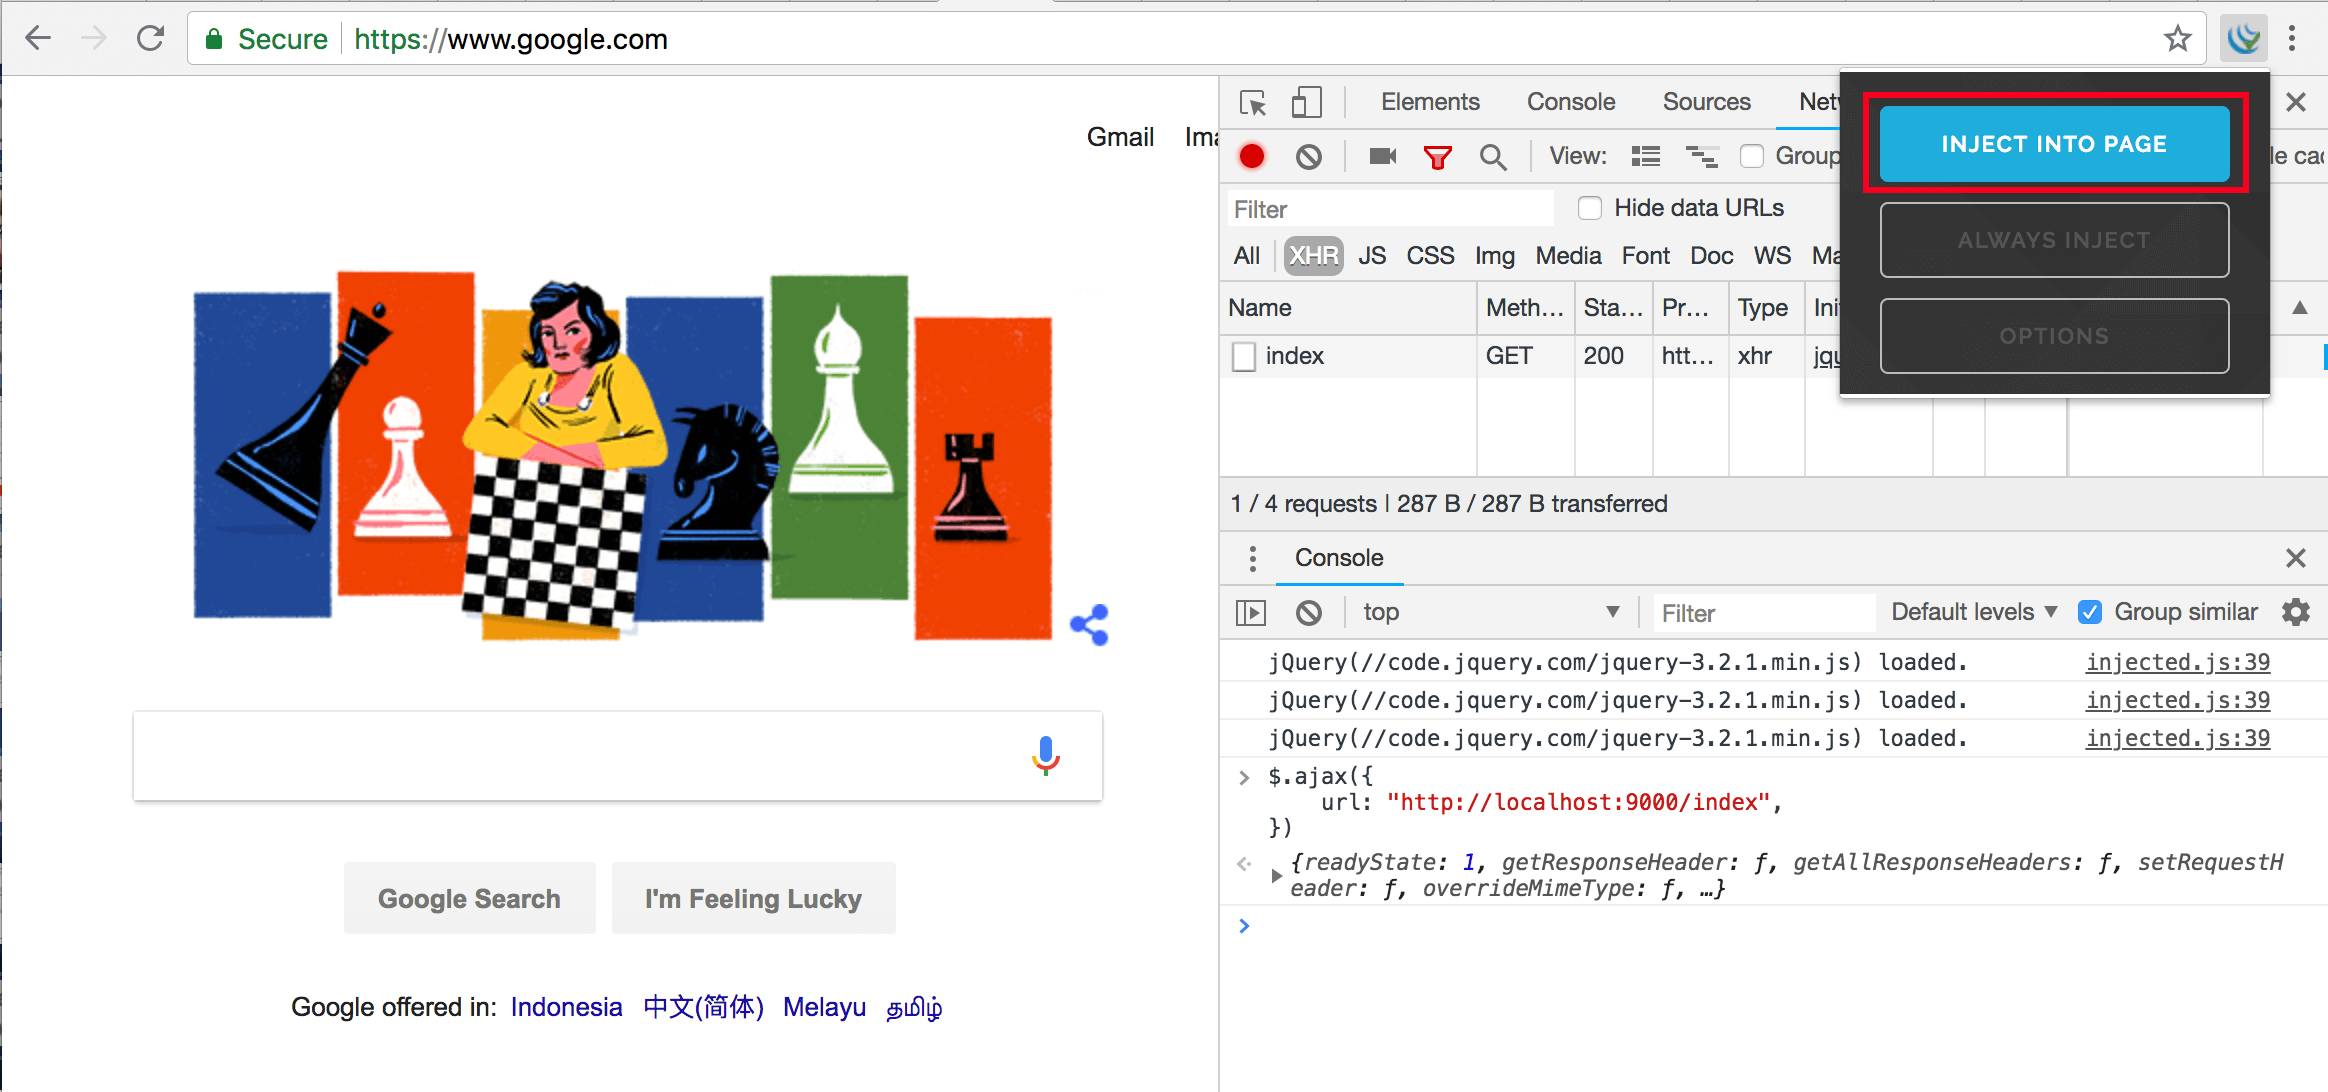 Secure https://www.google.com
Gmail Ima
Elements Console Sources Netw
INJECT INTO PAGE
View: Group le cac
ALWAYS INJECT
Filter Hide data URLs
All XHR JS CSS Img Media Font Doc WS Ma
OPTIONS
Name Meth... Sta... Pr... Type Init
index GET 200 htt... xhr jqu
1 / 4 requests | 287 B / 287 B transferred
Console
top Filter Default levels Group similar
jQuery(//code.jquery.com/jquery-3.2.1.min.js) loaded. injected.js:39
jQuery(//code.jquery.com/jquery-3.2.1.min.js) loaded. injected.js:39
jQuery(//code.jquery.com/jquery-3.2.1.min.js) loaded. injected.js:39
$.ajax({
url: "http://localhost:9000/index",
})
{readyState: 1, getResponseHeader: ƒ, getAllResponseHeaders: ƒ, setRequestH
eader: ƒ, overrideMimeType: ƒ, …}
Google Search I'm Feeling Lucky
Google offered in: Indonesia 中文(简体) Melayu தமிழ்